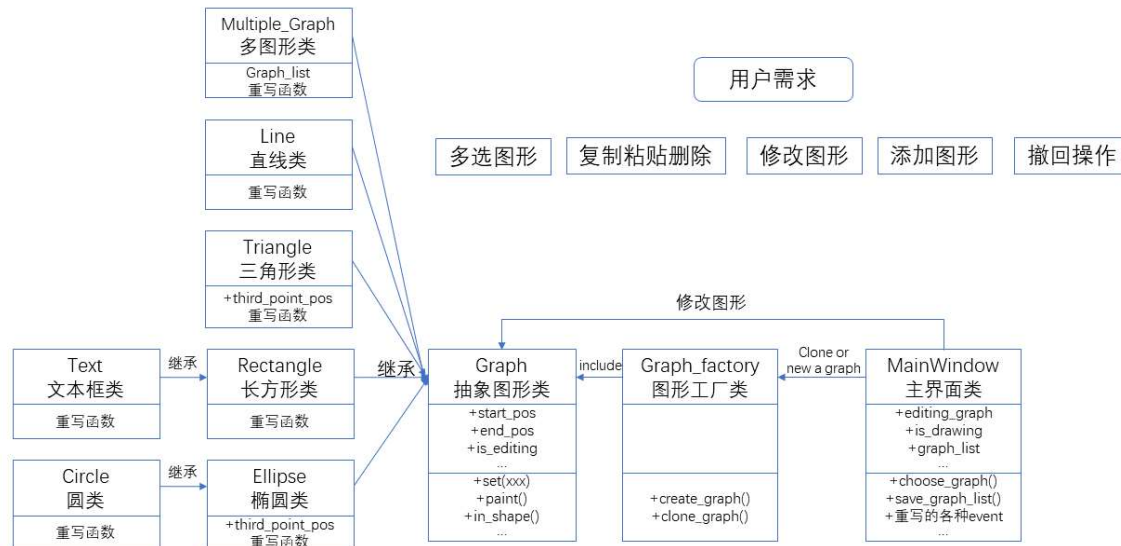 Multiple_Graph
多图形类
Graph_list
重写函数
用户需求
Line
直线类
重写函数
多选图形
复制粘贴删除
修改图形
添加图形
撤回操作
Triangle
三角形类
+third_point_pos
重写函数
修改图形
Text
文本框类
重写函数
继承
Rectangle
长方形类
重写函数
继承
Graph
抽象图形类
+start_pos
+end_pos
+is_editing
...
+set(xxx)
+paint()
+in_shape()
...
include
Graph_factory
图形工厂类
+create_graph()
+clone_graph()
Clone or
new a graph
MainWindow
主界面类
+editing_graph
+is_drawing
+graph_list
...
+choose_graph()
+save_graph_list()
+重写的各种event
...
Circle
圆类
重写函数
继承
Ellipse
椭圆类
+third_point_pos
重写函数